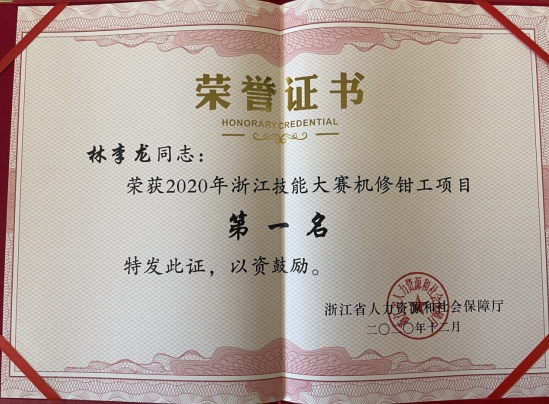 荣誉证书
HONORARY CREDENTIAL
林李龙同志：
荣获2020年浙江技能大赛机修钳工项目
第一名
特发此证，以资鼓励。
浙江省人力资源和社会保障厅
二〇二〇年十二月